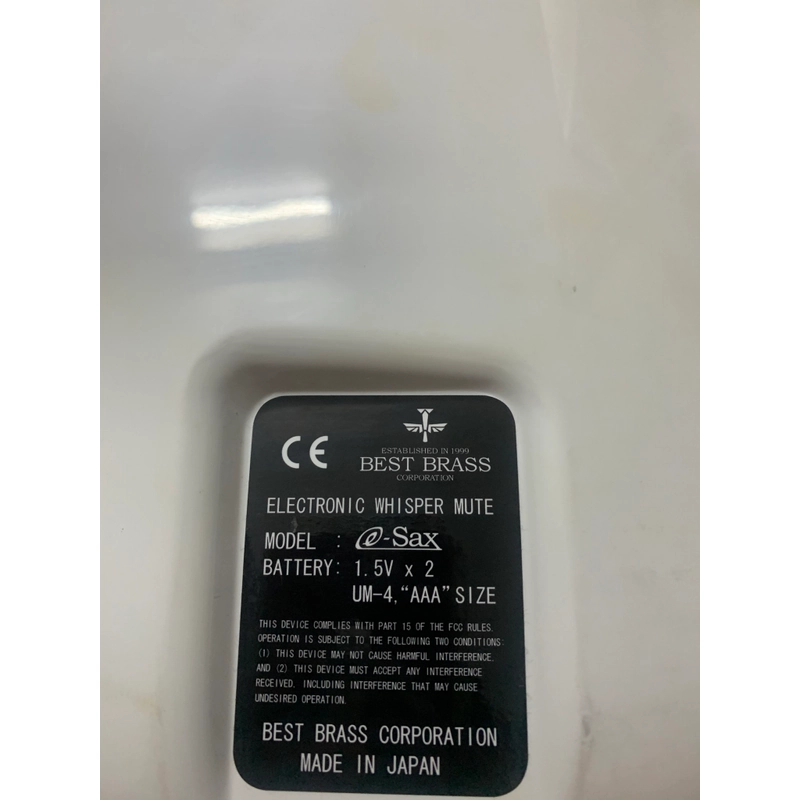 CE
ESTABLISHED IN 1999
BEST BRASS
CORPORATION
ELECTRONIC WHISPER MUTE
MODEL : e-Sax
BATTERY: 1.5V x 2
UM-4, "AAA" SIZE
THIS DEVICE COMPLIES WITH PART 15 OF THE FCC RULES.
OPERATION IS SUBJECT TO THE FOLLOWING TWO CONDITIONS:
(1) THIS DEVICE MAY NOT CAUSE HARMFUL INTERFERENCE.
AND (2) THIS DEVICE MUST ACCEPT ANY INTERFERENCE
RECEIVED, INCLUDING INTERFERENCE THAT MAY CAUSE
UNDESIRED OPERATION.
BEST BRASS CORPORATION
MADE IN JAPAN